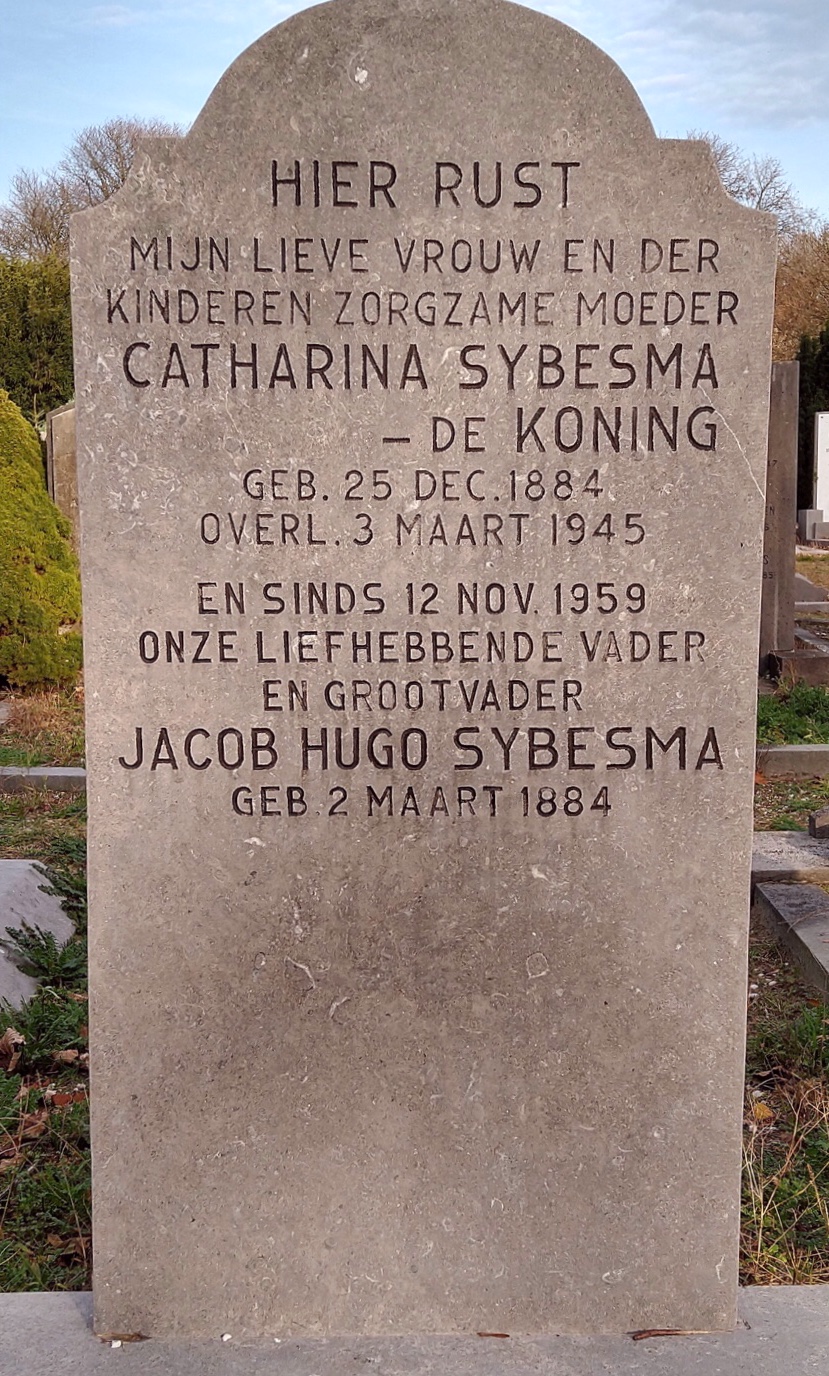 HIER RUST
MIJN LIEVE VROUW EN DER
KINDEREN ZORGZAME MOEDER
CATHARINA SYBESMA
– DE KONING
GEB. 25 DEC. 1884
OVERL. 3 MAART 1945
EN SINDS 12 NOV. 1959
ONZE LIEFHEBBENDE VADER
EN GROOTVADER
JACOB HUGO SYBESMA
GEB. 2 MAART 1884